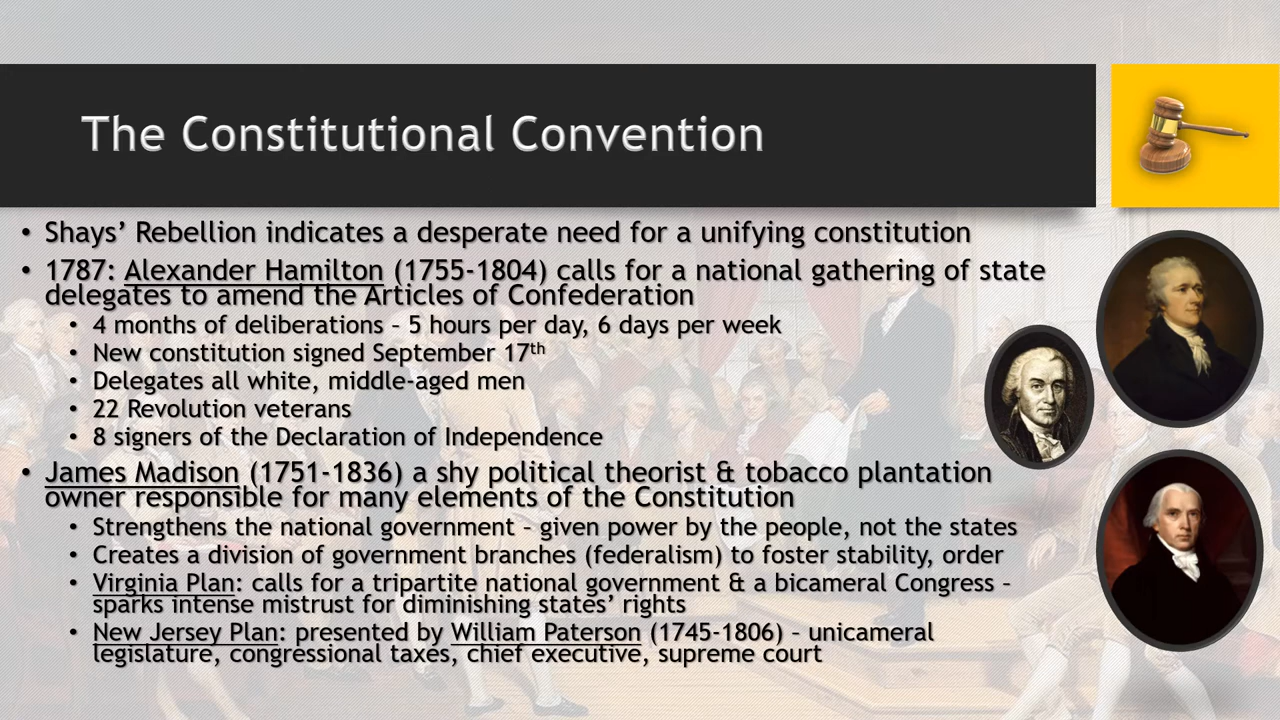 The Constitutional Convention
• Shays’ Rebellion indicates a desperate need for a unifying constitution
• 1787: Alexander Hamilton (1755-1804) calls for a national gathering of state
delegates to amend the Articles of Confederation
• 4 months of deliberations – 5 hours per day, 6 days per week
• New constitution signed September 17th
• Delegates all white, middle-aged men
• 22 Revolution veterans
• 8 signers of the Declaration of Independence
• James Madison (1751-1836) a shy political theorist & tobacco plantation
owner responsible for many elements of the Constitution
• Strengthens the national government – given power by the people, not the states
• Creates a division of government branches (federalism) to foster stability, order
• Virginia Plan: calls for a tripartite national government & a bicameral Congress –
sparks intense mistrust for diminishing states’ rights
• New Jersey Plan: presented by William Paterson (1745-1806) – unicameral
legislature, congressional taxes, chief executive, supreme court